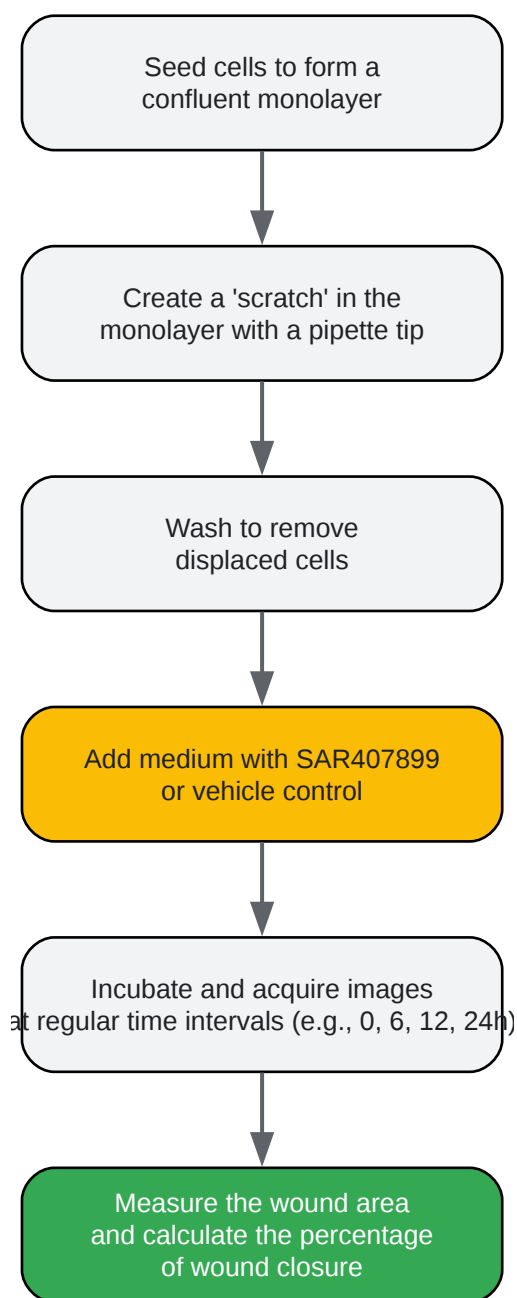 Seed cells to form a
confluent monolayer
Create a 'scratch' in the
monolayer with a pipette tip
Wash to remove
displaced cells
Add medium with SAR407899
or vehicle control
Incubate and acquire images
at regular time intervals (e.g., 0, 6, 12, 24h)
Measure the wound area
and calculate the percentage
of wound closure